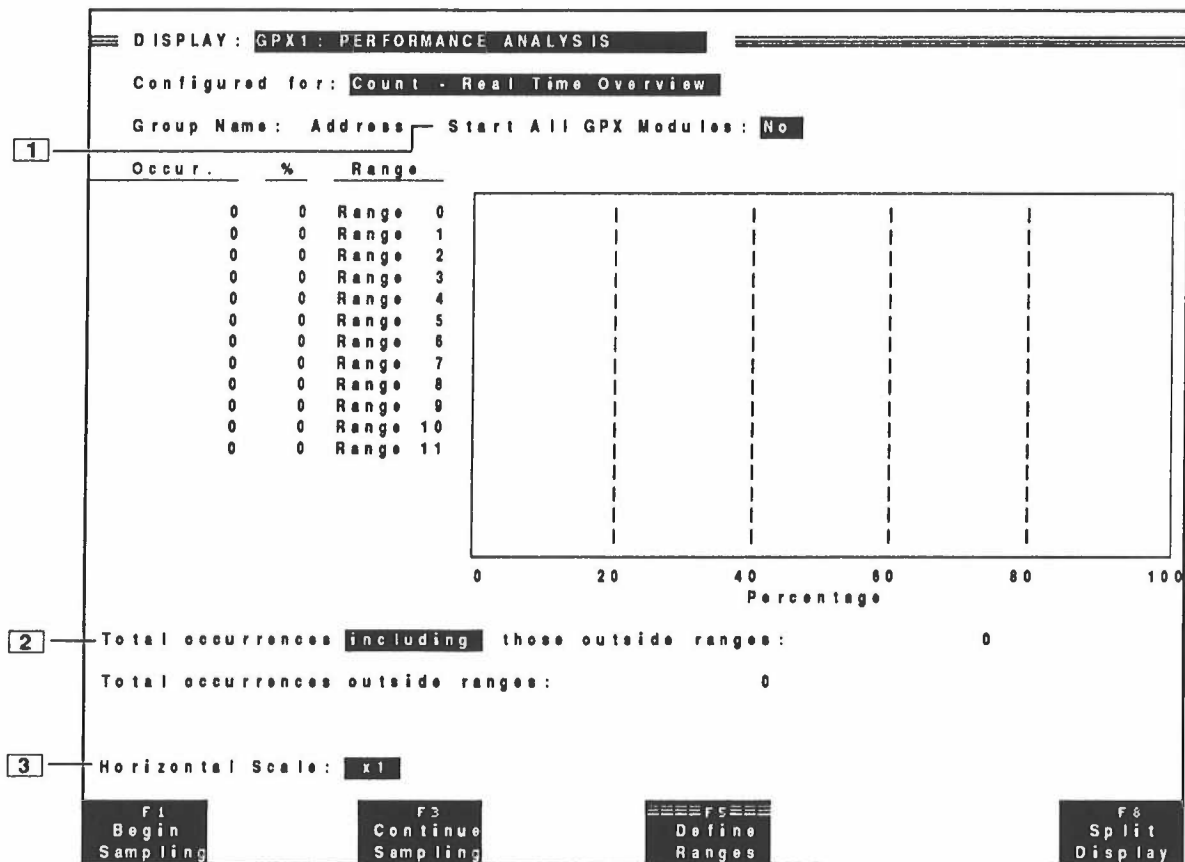 DISPLAY: GPX1: PERFORMANCE ANALYSIS
Configured for: Count - Real Time Overview
Group Name: Address Start All GPX Modules: No
1
Occur. % Range
0 0 Range 0
0 0 Range 1
0 0 Range 2
0 0 Range 3
0 0 Range 4
0 0 Range 5
0 0 Range 6
0 0 Range 7
0 0 Range 8
0 0 Range 9
0 0 Range 10
0 0 Range 11
0 20 40 60 80 100
Percentage
2 Total occurrences including those outside ranges: 0
Total occurrences outside ranges: 0
3 Horizontal Scale: x1
F1 F3 F5 F8
Begin Continue Define Split
Sampling Sampling Ranges Display